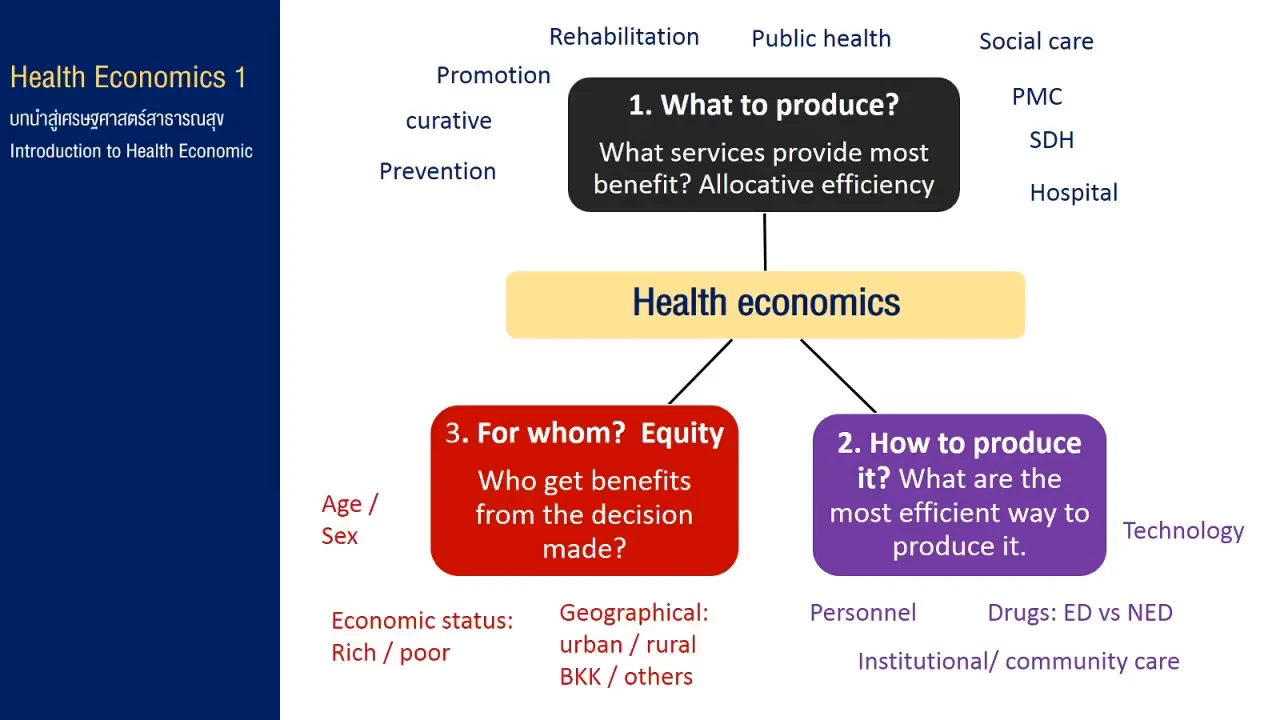 Health Economics 1
บทนำสู่เศรษฐศาสตร์สาธารณสุข
Introduction to Health Economic
Rehabilitation
Public health
Social care
Promotion
curative
Prevention
PMC
SDH
Hospital
1. What to produce?
What services provide most
benefit? Allocative efficiency
Health economics
3. For whom? Equity
Who get benefits
from the decision
made?
Age /
Sex
Economic status:
Rich / poor
Geographical:
urban / rural
BKK / others
2. How to produce
it? What are the
most efficient way to
produce it.
Technology
Personnel
Drugs: ED vs NED
Institutional/ community care